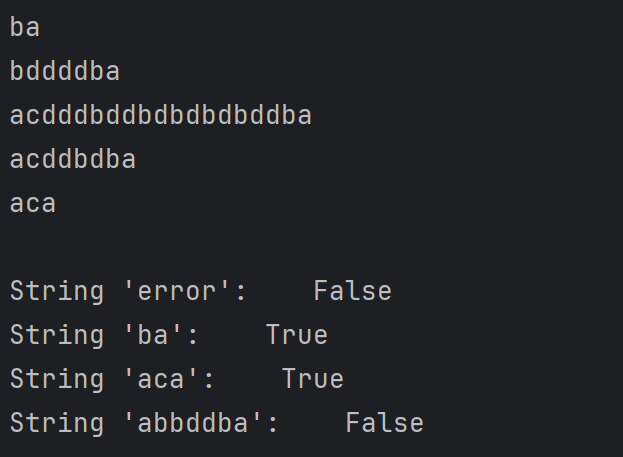 ba
bddddba
acdddbddbdbdbdbddba
acddbdba
aca
String 'error':    False
String 'ba':    True
String 'aca':    True
String 'abbddba':    False